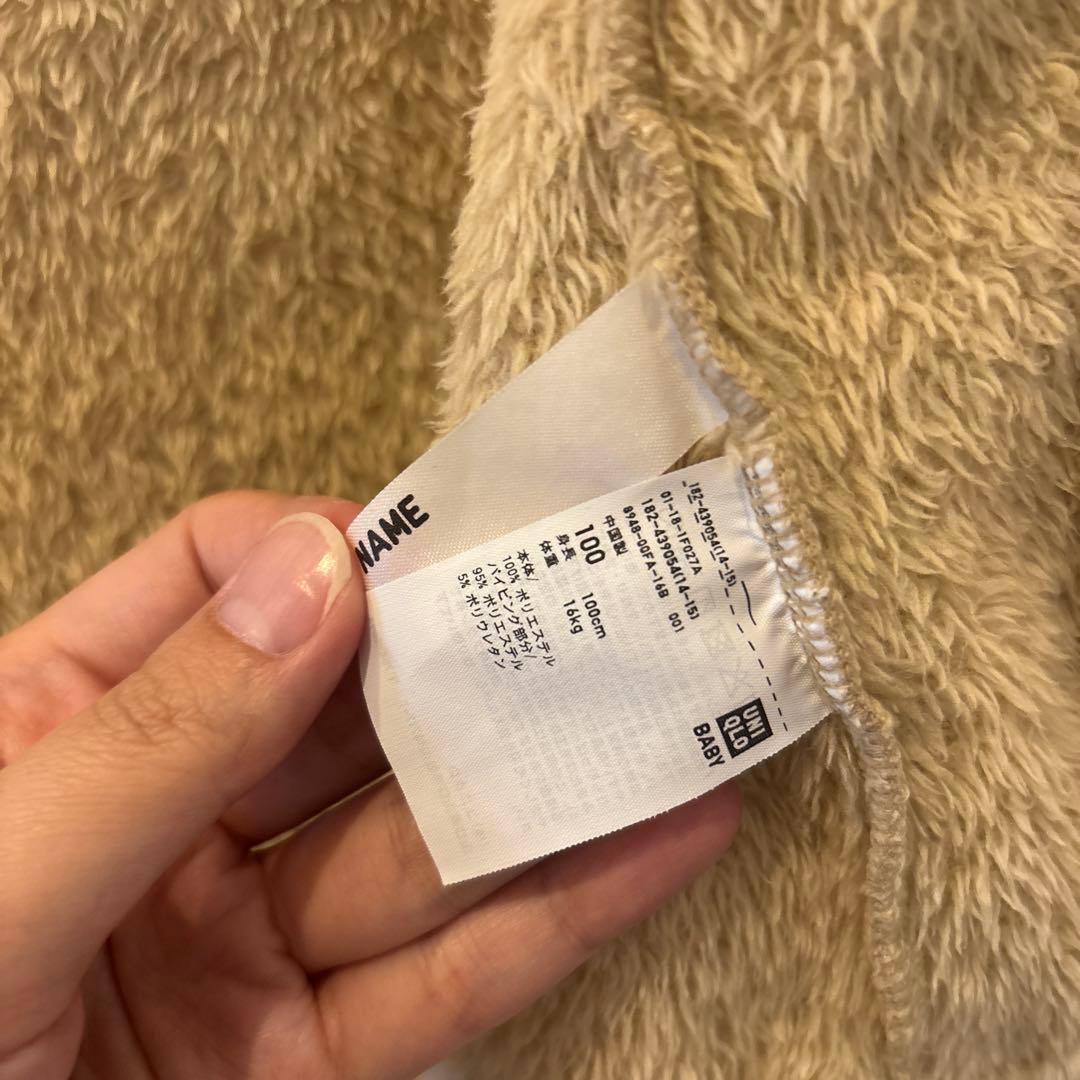 NAME
182-439054(14-15)
01-18-1F027A
182-439054(14-15)
8948-00FA-16B 001
中国製
100
身長 100cm
体重 16kg
本体/
100% ポリエステル
パイピング部分/
95% ポリエステル
5% ポリウレタン
UNI
QLO
BABY